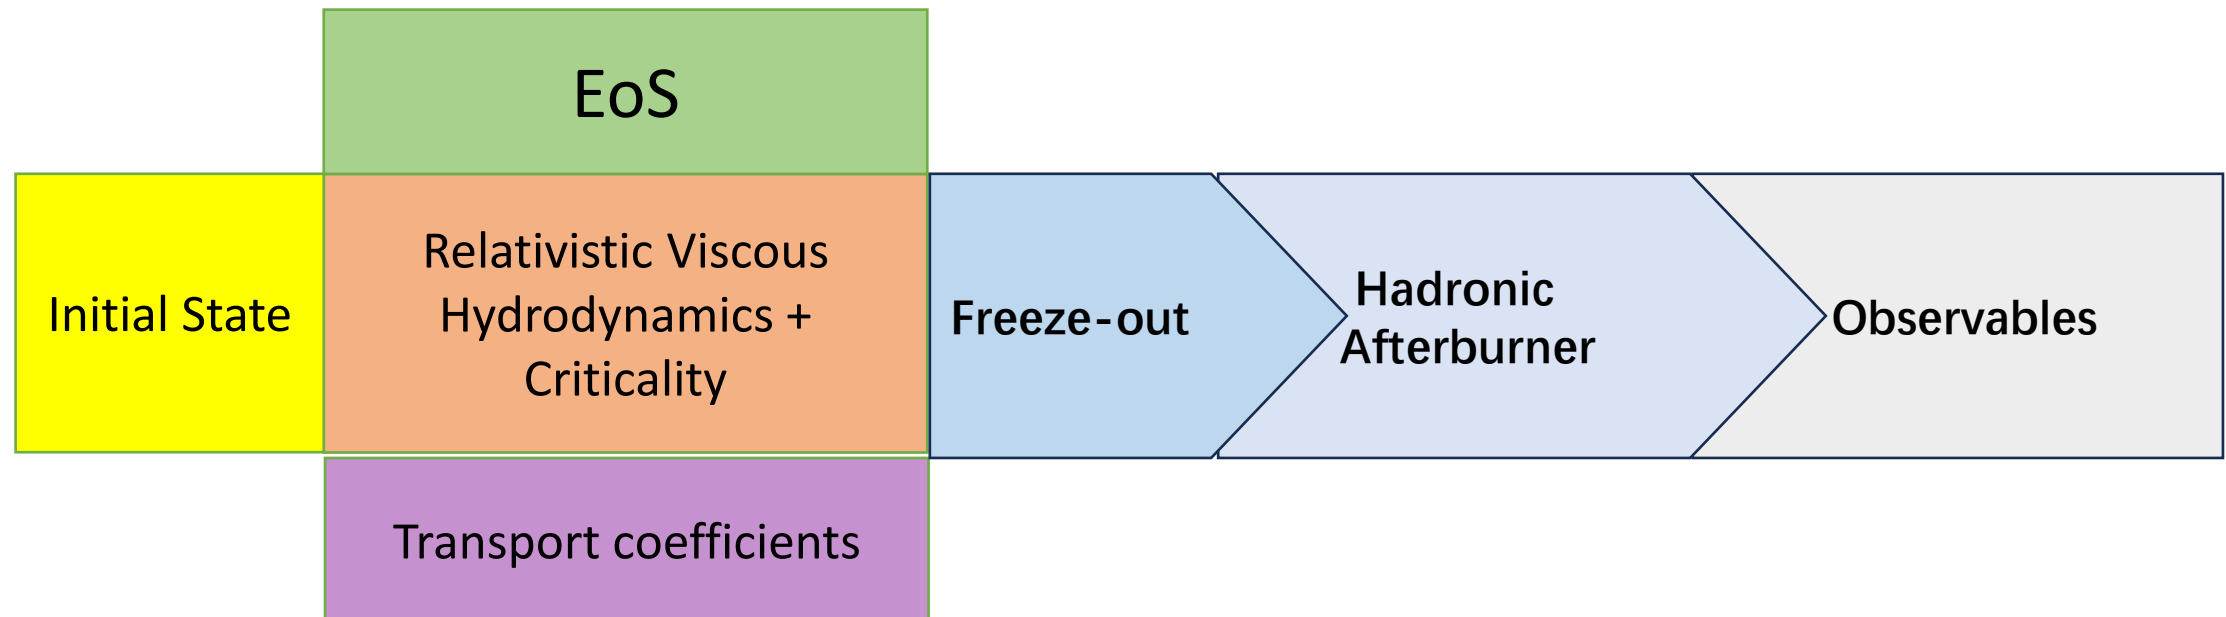 EoS
Initial State
Relativistic Viscous
Hydrodynamics +
Criticality
Freeze-out
Hadronic
Afterburner
Observables
Transport coefficients